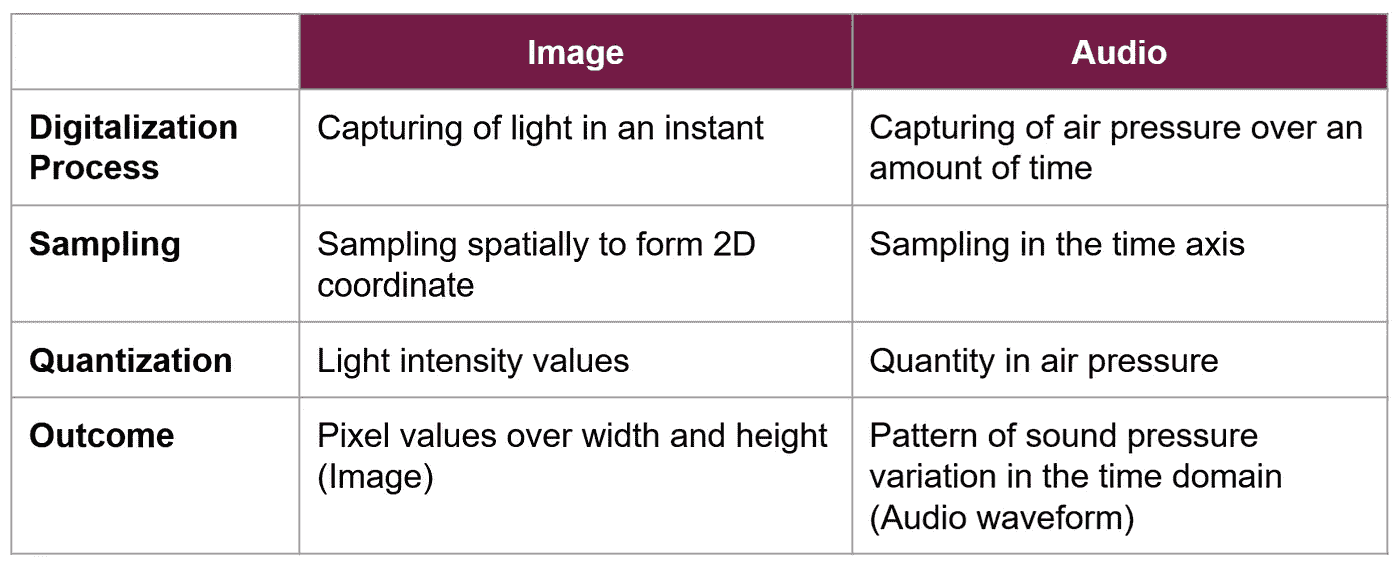 Image
Audio
Digitalization
Process
Capturing of light in an instant
Capturing of air pressure over an
amount of time
Sampling
Sampling spatially to form 2D
coordinate
Sampling in the time axis
Quantization
Light intensity values
Quantity in air pressure
Outcome
Pixel values over width and height
(Image)
Pattern of sound pressure
variation in the time domain
(Audio waveform)